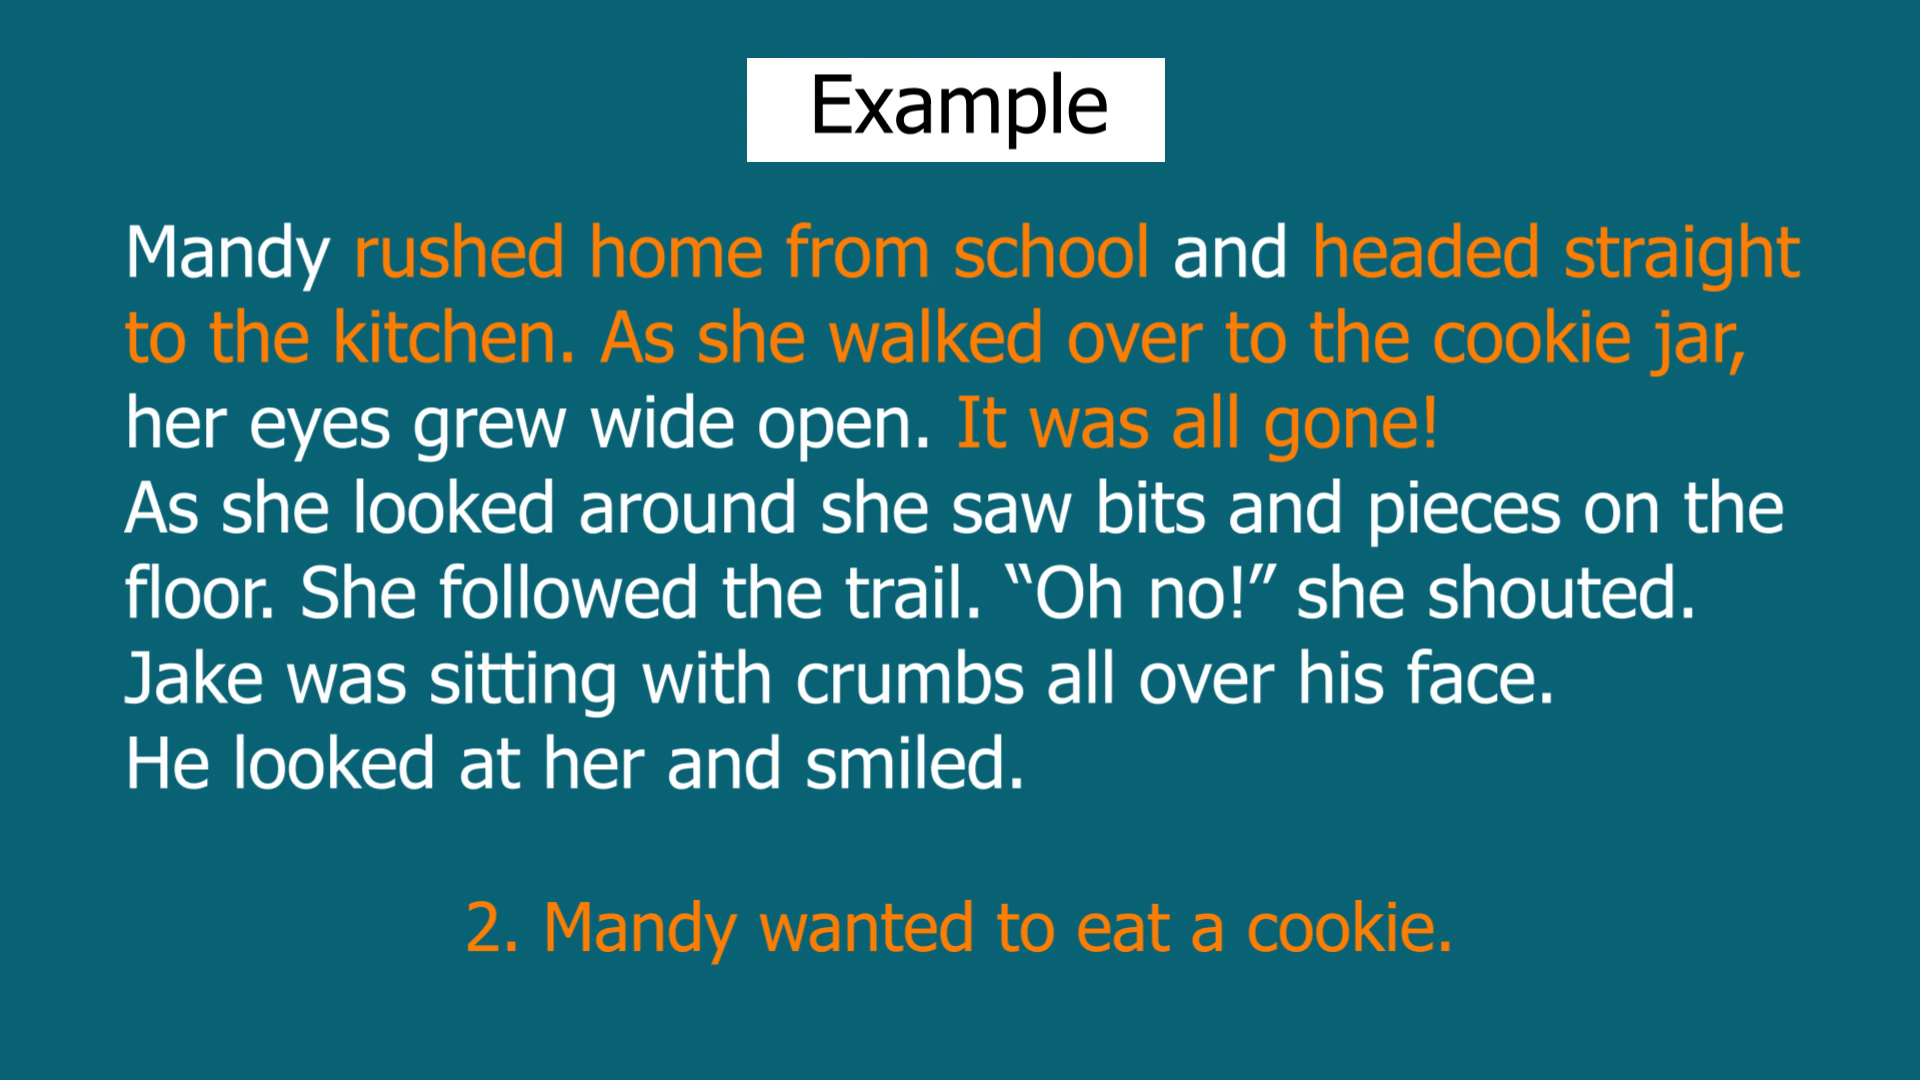 Example
Mandy rushed home from school and headed straight
to the kitchen. As she walked over to the cookie jar,
her eyes grew wide open. It was all gone!
As she looked around she saw bits and pieces on the
floor. She followed the trail. “Oh no!” she shouted.
Jake was sitting with crumbs all over his face.
He looked at her and smiled.
2. Mandy wanted to eat a cookie.